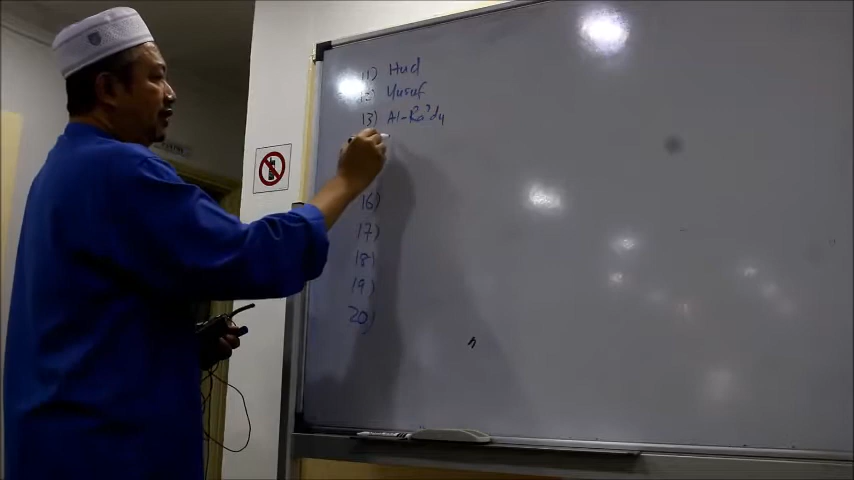 11) Hud
12) Yusuf
13) Al-Ra'du
16)
17)
18)
19)
20)